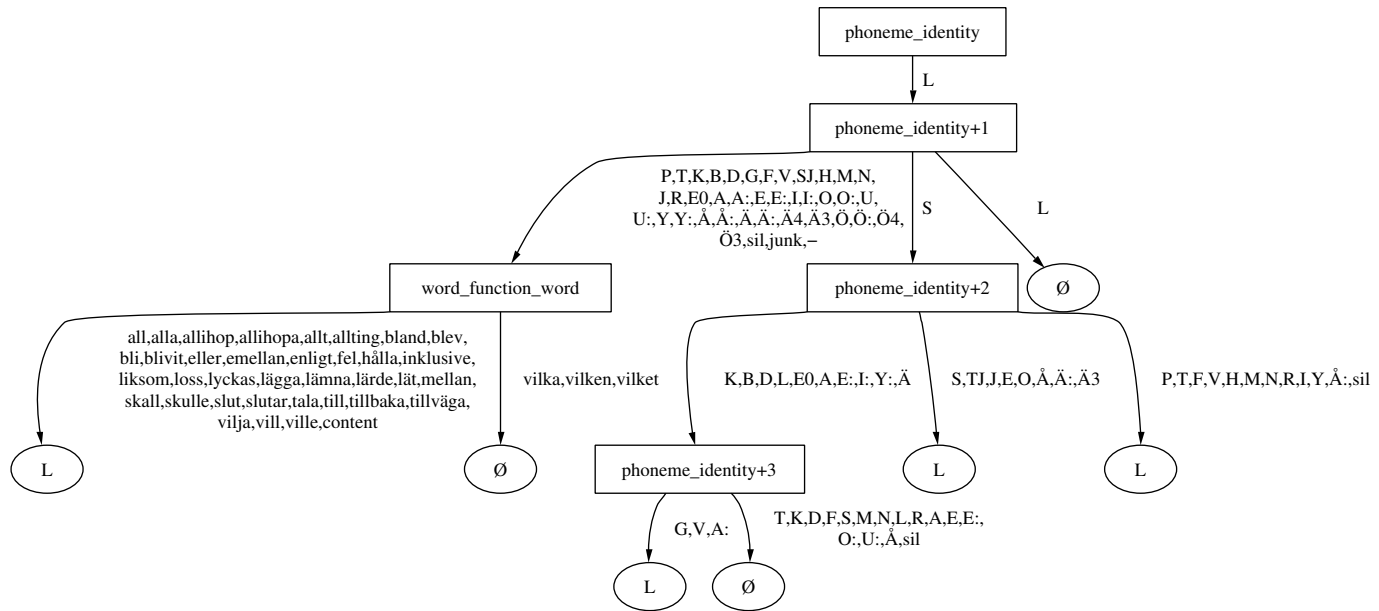 phoneme_identity
L
phoneme_identity+1
P,T,K,B,D,G,F,V,SJ,H,M,N,
J,R,E0,A,A:,E,E:,I,I:,O,O:,U,
U:,Y,Y:,Å,Å:,Ä,Ä:,Ä4,Ä3,Ö,Ö:,Ö4,
Ö3,sil,junk,−
S
L
word_function_word
phoneme_identity+2
Ø
all,alla,allihop,allihopa,allt,allting,bland,blev,
bli,blivit,eller,emellan,enligt,fel,hålla,inklusive,
liksom,loss,lyckas,lägga,lämna,lärde,lät,mellan,
skall,skulle,slut,slutar,tala,till,tillbaka,tillväga,
vilja,vill,ville,content
vilka,vilken,vilket
K,B,D,L,E0,A,E:,I:,Y:,Ä
S,TJ,J,E,O,Å,Ä:,Ä3
P,T,F,V,H,M,N,R,I,Y,Å:,sil
L
Ø
phoneme_identity+3
L
L
G,V,A:
T,K,D,F,S,M,N,L,R,A,E,E:,
O:,U:,Å,sil
L
Ø